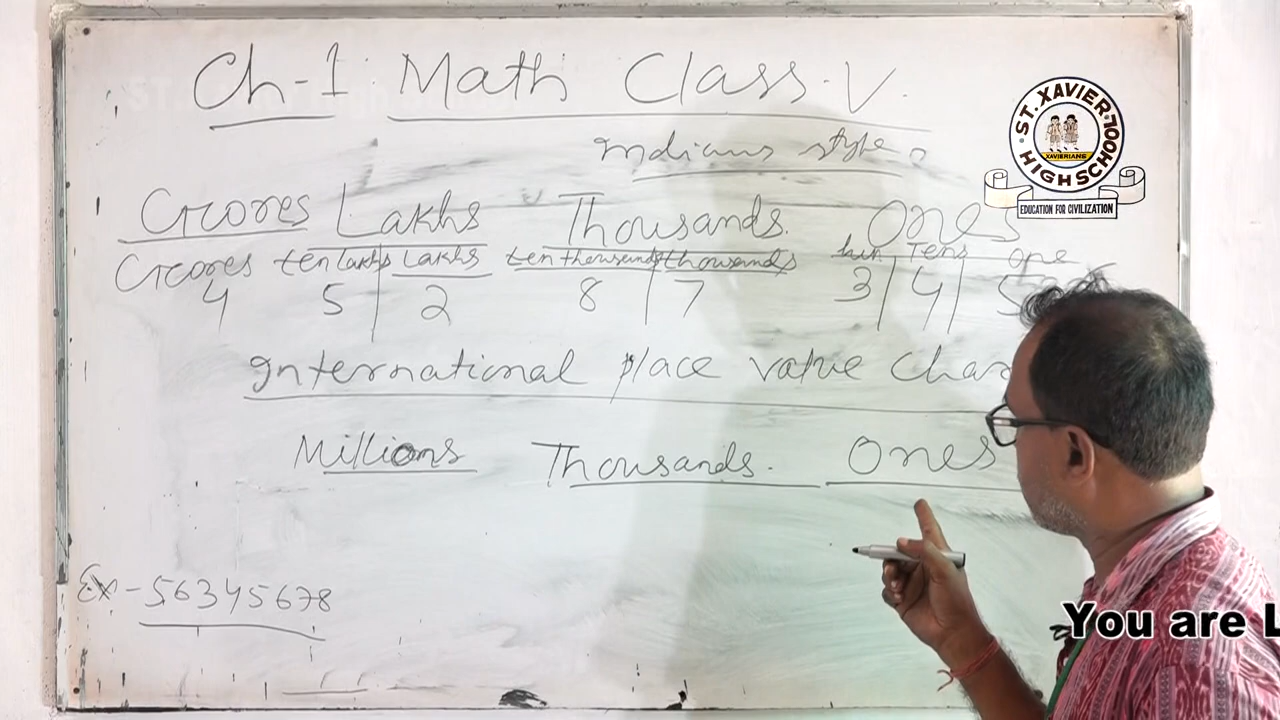 Ch-1 Math Class-V.
Indians style
Crores Lakhs Thousands. Ones
Crores ten lakhs Lakhs ten thousands thousands hun Tens one
4 5 2 8 7 3 4 5
International place value Char
Millions Thousands. Ones
Ex - 56345678
ST. XAVIER
HIGH SCHOOL
XAVIERIANS
EDUCATION FOR CIVILIZATION
You are L